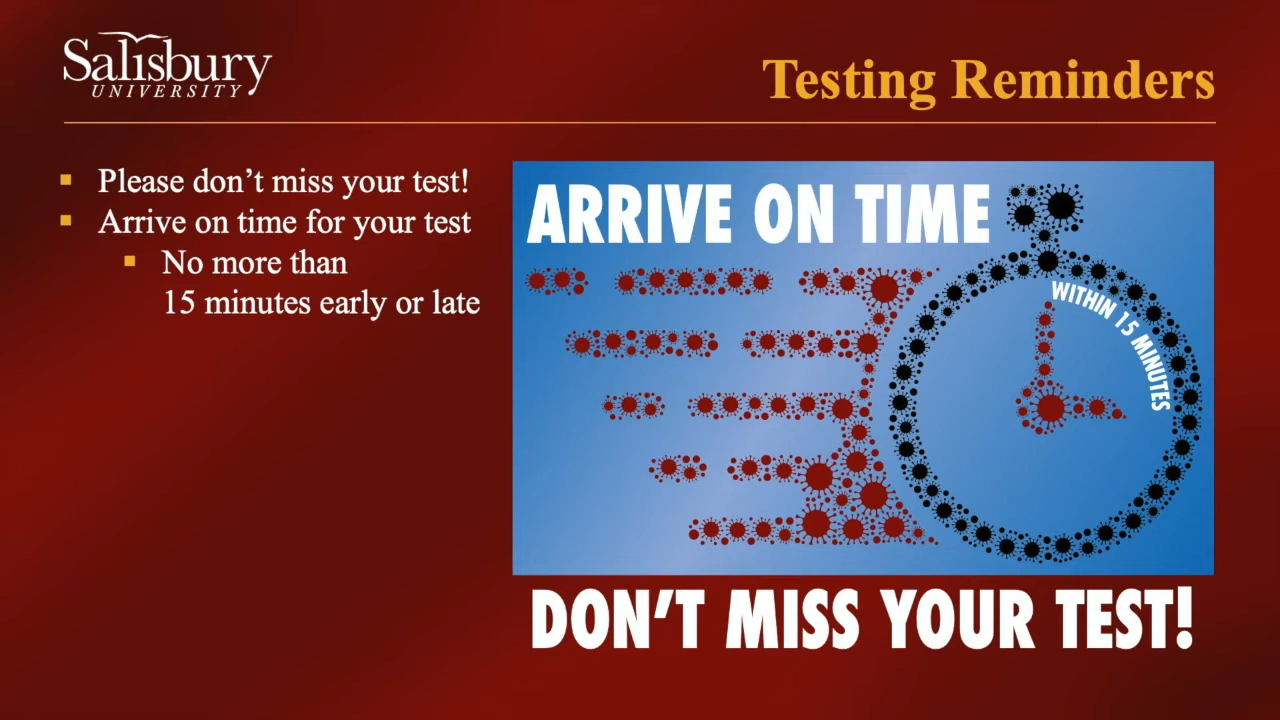 Salisbury
UNIVERSITY
Testing Reminders
Please don’t miss your test!
Arrive on time for your test
No more than
15 minutes early or late
ARRIVE ON TIME
WITHIN 15 MINUTES
DON’T MISS YOUR TEST!